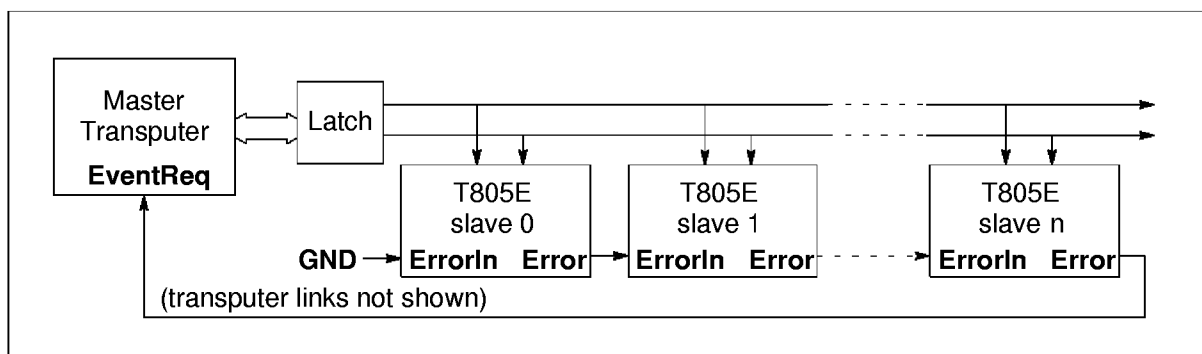 Master
Transputer
EventReq
Latch
T805E
slave 0
ErrorIn Error
T805E
slave 1
ErrorIn Error
T805E
slave n
ErrorIn Error
GND
(transputer links not shown)